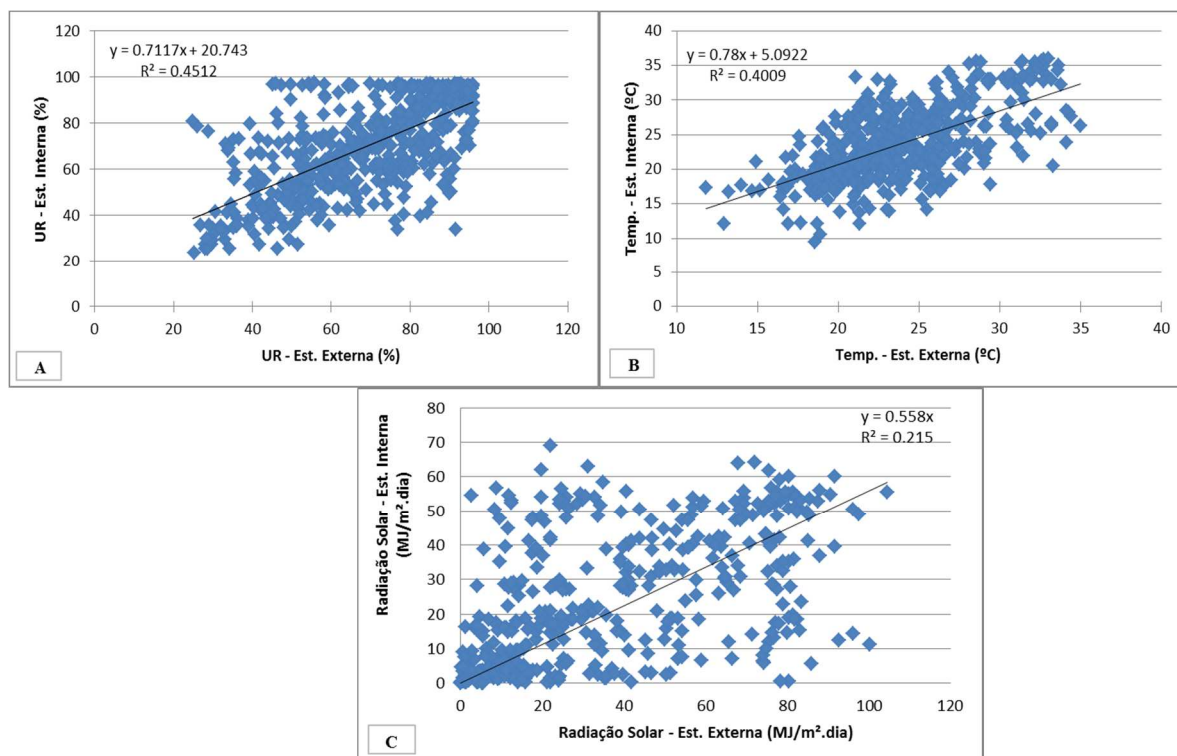 y = 0.7117x + 20.743
R² = 0.4512
UR - Est. Interna (%)
120
100
80
60
40
20
0
0 20 40 60 80 100 120
UR - Est. Externa (%)
A
y = 0.78x + 5.0922
R² = 0.4009
Temp. - Est. Interna (ºC)
40
35
30
25
20
15
10
5
0
10 15 20 25 30 35 40
Temp. - Est. Externa (ºC)
B
y = 0.558x
R² = 0.215
Radiação Solar - Est. Interna
(MJ/m².dia)
80
70
60
50
40
30
20
10
0
0 20 40 60 80 100 120
Radiação Solar - Est. Externa (MJ/m².dia)
C